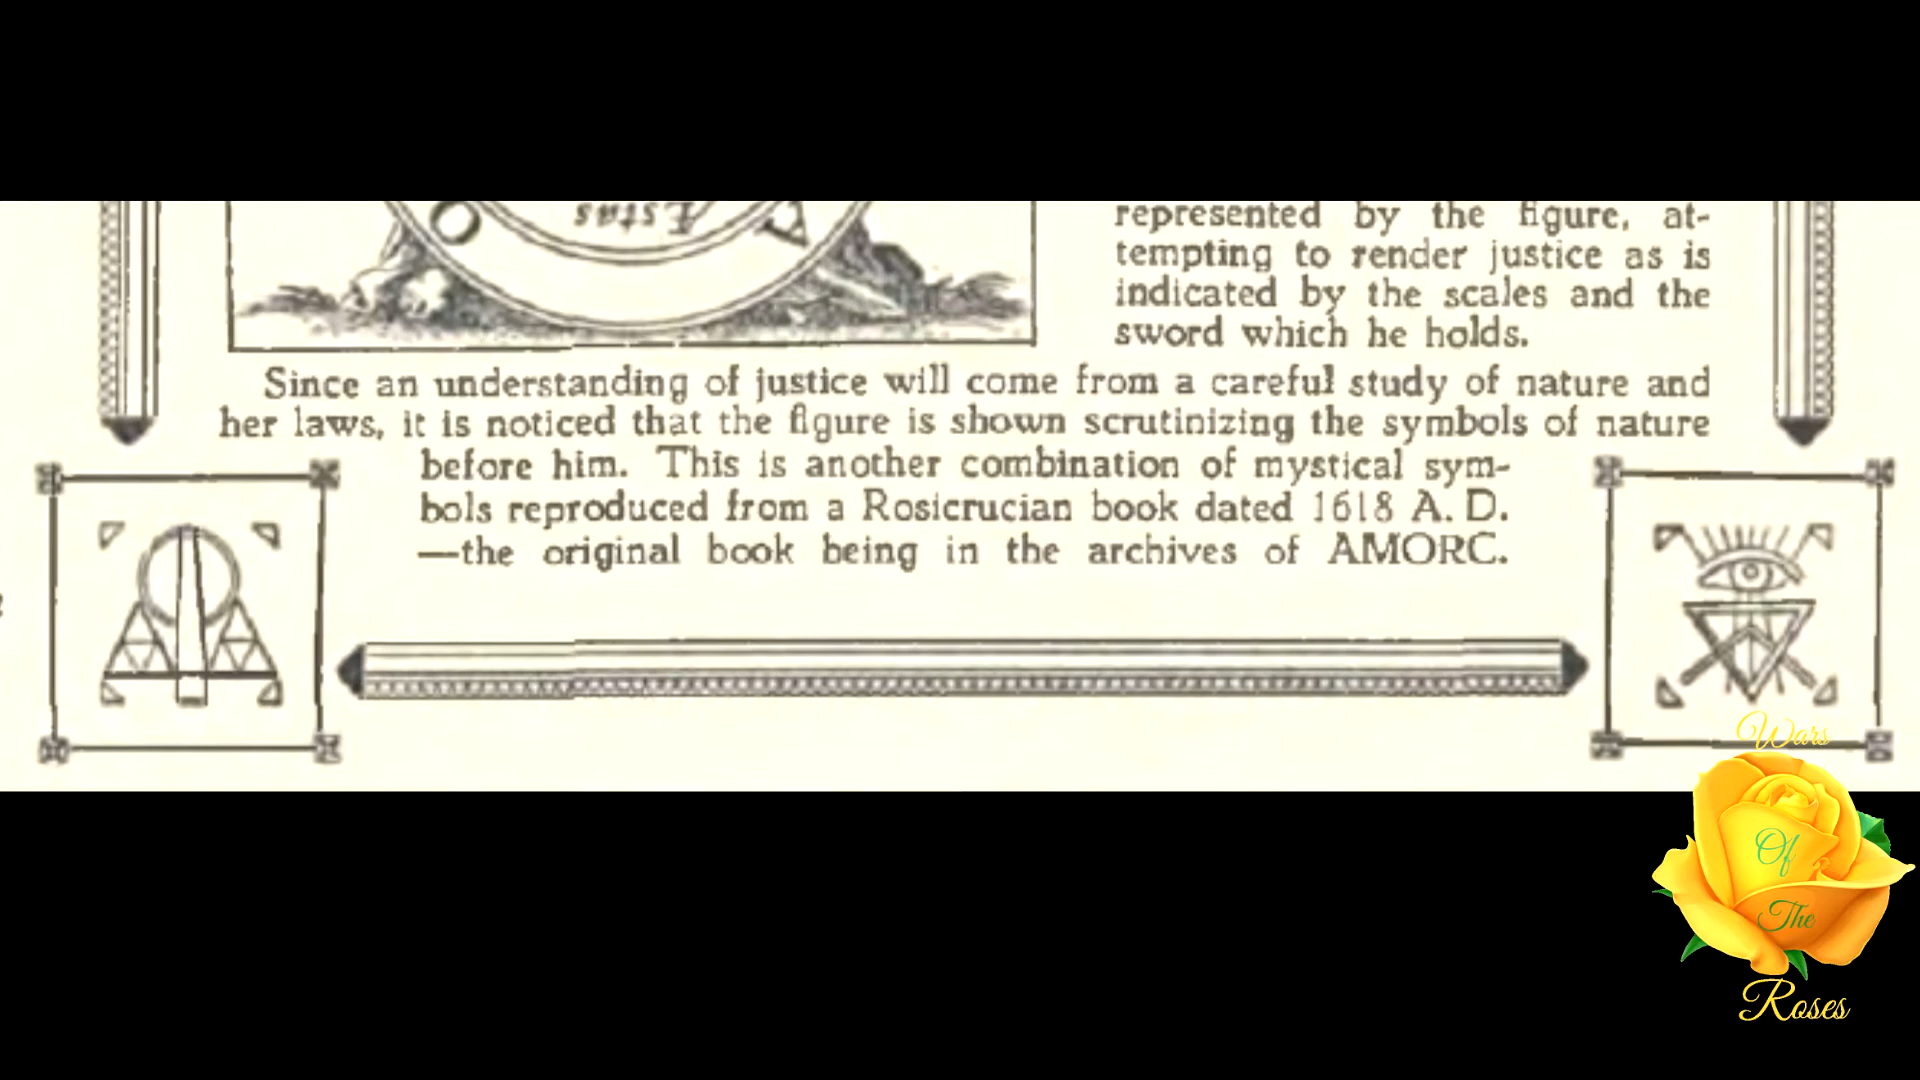 represented by the figure, at-
tempting to render justice as is
indicated by the scales and the
sword which he holds.
Since an understanding of justice will come from a careful study of nature and
her laws, it is noticed that the figure is shown scrutinizing the symbols of nature
before him. This is another combination of mystical sym-
bols reproduced from a Rosicrucian book dated 1618 A. D.
—the original book being in the archives of AMORC.
Wars
Of
The
Roses